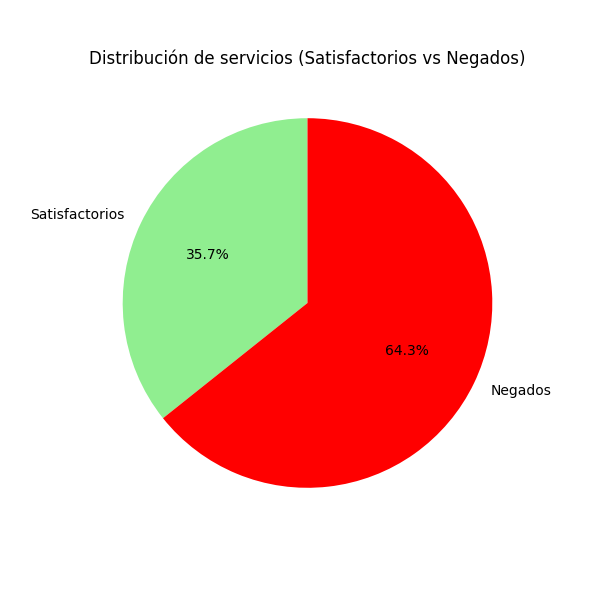 Distribución de servicios (Satisfactorios vs Negados)
Satisfactorios
35.7%
64.3%
Negados